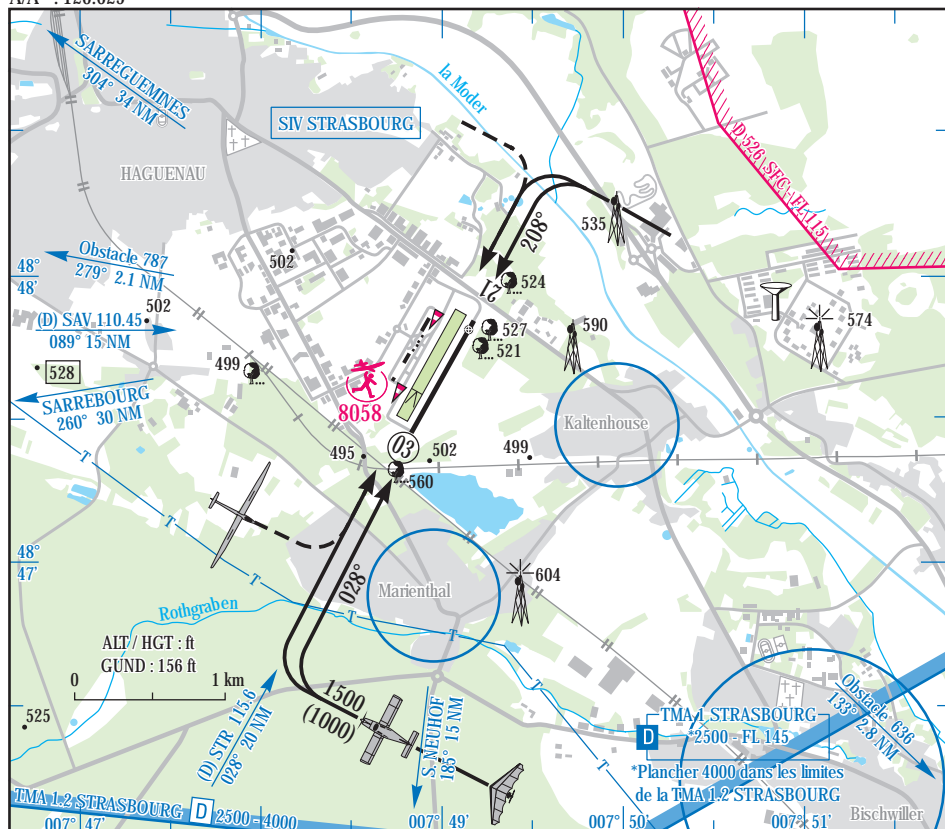 SARREGUEMINES
304° 34 NM
SIV STRASBOURG
la Moder
D 526 SFC - FL 115
HAGUENAU
535
208°
502
Obstacle 787
279° 2.1 NM
48°
48'
524
21
502
(D) SAV 110.45
089° 15 NM
527
521
590
574
528
499
SARREBOURG
260° 30 NM
8058
Kaltenhouse
03
495
502
499
560
T
T
T
T
T
T
T
T
48°
47'
028°
Marienthal
604
Rothgraben
ALT / HGT : ft
GUND : 156 ft
0
1 km
1500
(1000)
(D) STR 115.6
028° 20 NM
S. NEUHOF
185° 15 NM
525
Obstacle 636
133° 2.8 NM
TMA 1 STRASBOURG
D
*2500 - FL 145
*Plancher 4000 dans les limites
de la TMA 1.2 STRASBOURG
TMA 1.2 STRASBOURG D 2500 - 4000
Bischwiller
007° 47'
007° 49'
007° 50'
007° 51'